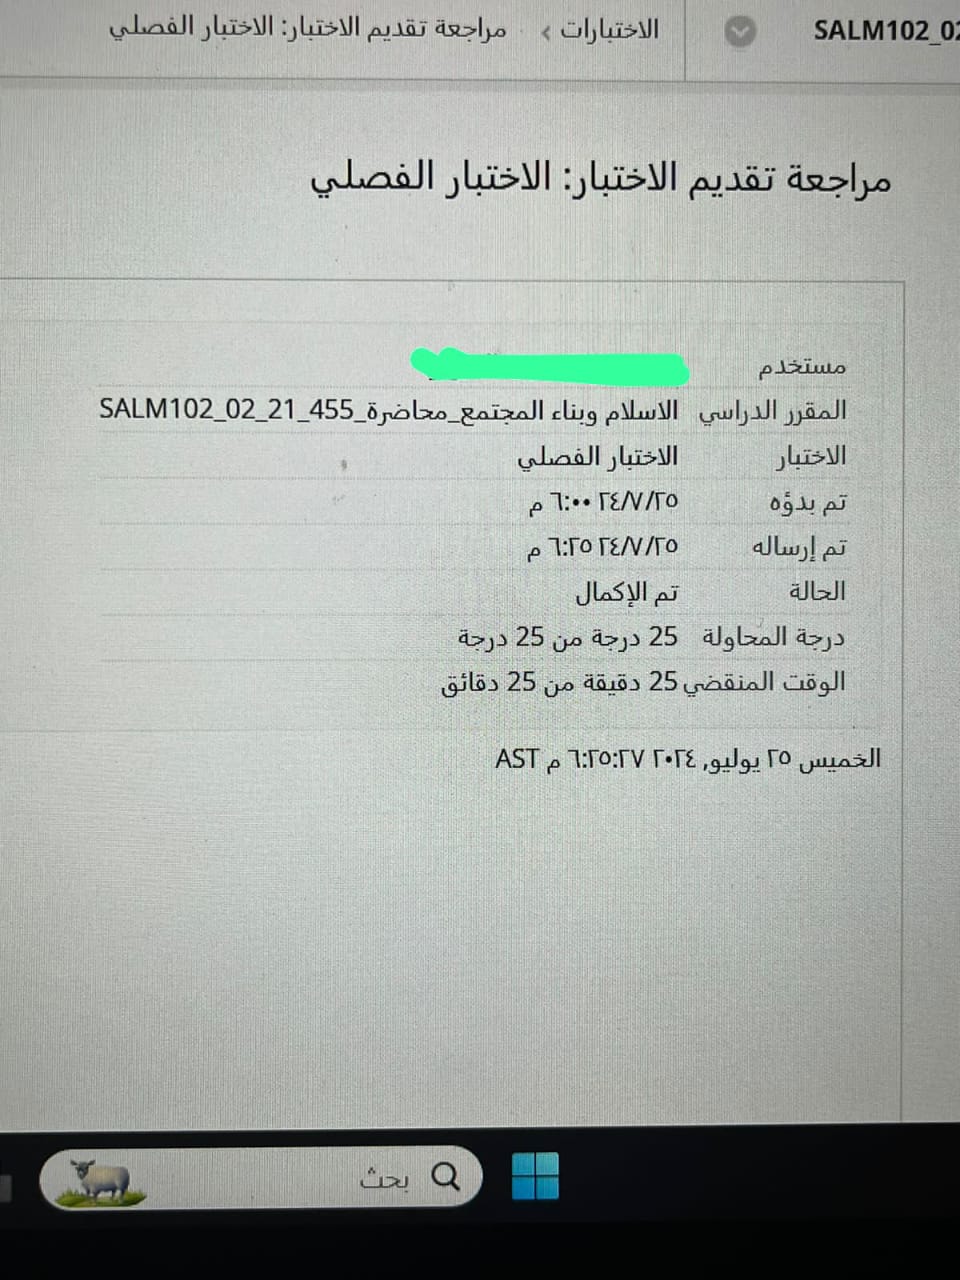 SALM102_02
الاختبارات › مراجعة تقديم الاختبار: الاختبار الفصلي
مراجعة تقديم الاختبار: الاختبار الفصلي
مستخدم
المقرر الدراسي الاسلام وبناء المجتمع_محاضرة_SALM102_02_21_455
الاختبار الاختبار الفصلي
تم بدؤه ٢٤/٧/٢٥ ٦:٠٠ م
تم إرساله ٢٤/٧/٢٥ ٦:٢٥ م
الحالة تم الإكمال
درجة المحاولة 25 درجة من 25 درجة
الوقت المنقضي 25 دقيقة من 25 دقائق
الخميس ٢٥ يوليو, ٢٠٢٤ ٦:٢٥:٢٧ م AST
بحث